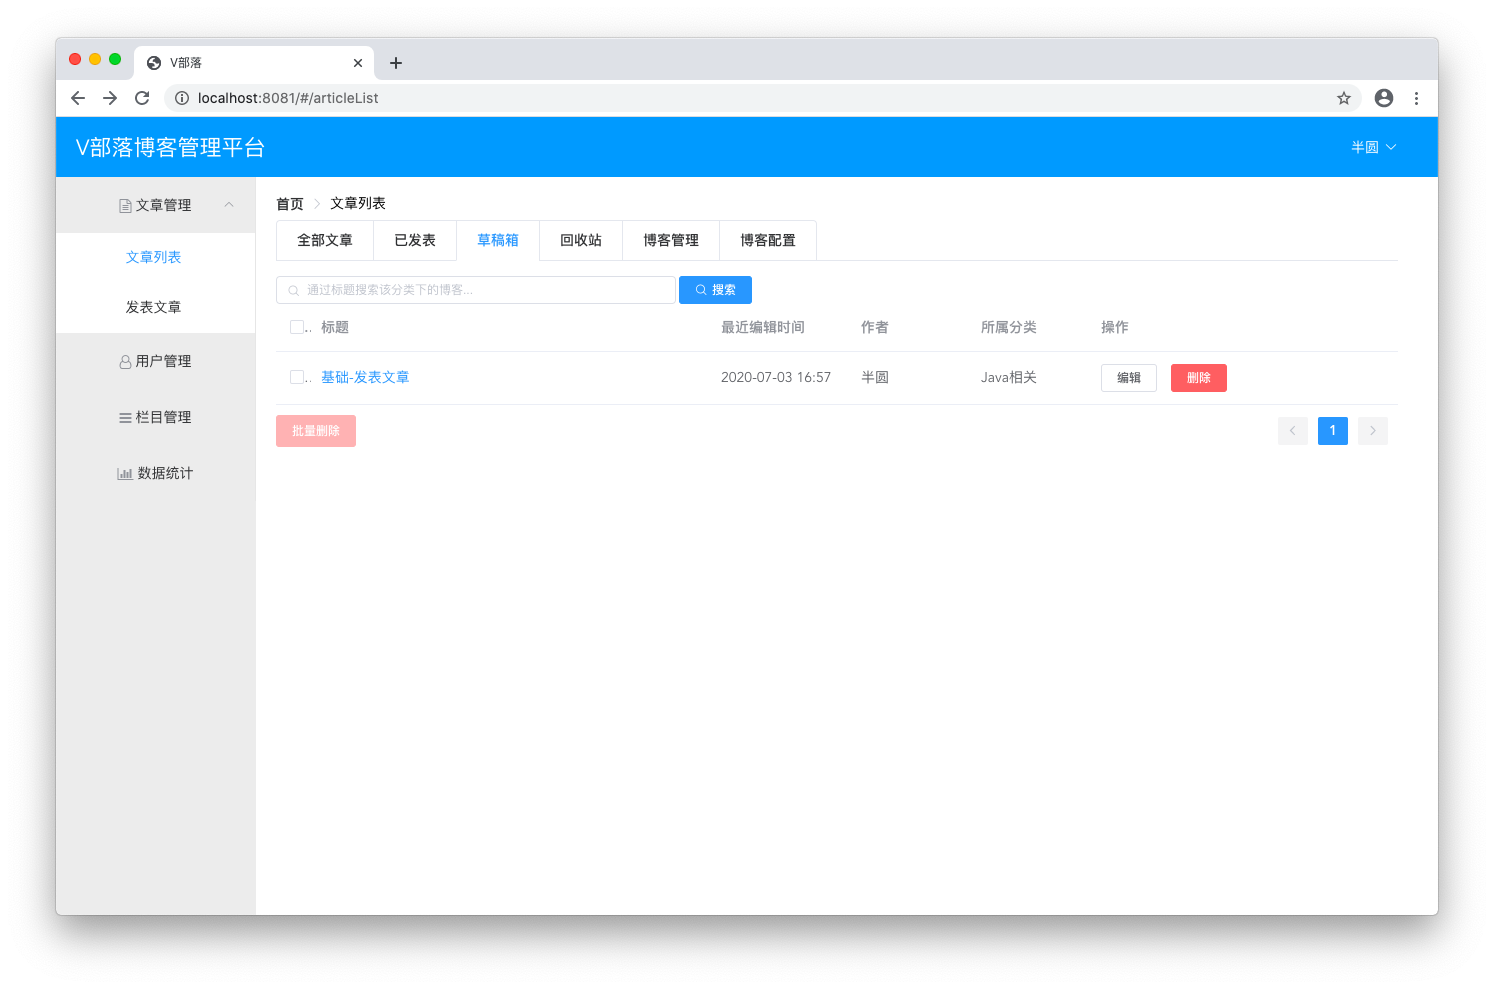 V部落
localhost:8081/#/articleList
V部落博客管理平台
半圆
文章管理
文章列表
发表文章
用户管理
栏目管理
数据统计
首页 文章列表
全部文章 已发表 草稿箱 回收站 博客管理 博客配置
通过标题搜索该分类下的博客... 搜索
.. 标题 最近编辑时间 作者 所属分类 操作
.. 基础-发表文章 2020-07-03 16:57 半圆 Java相关 编辑 删除
批量删除 1